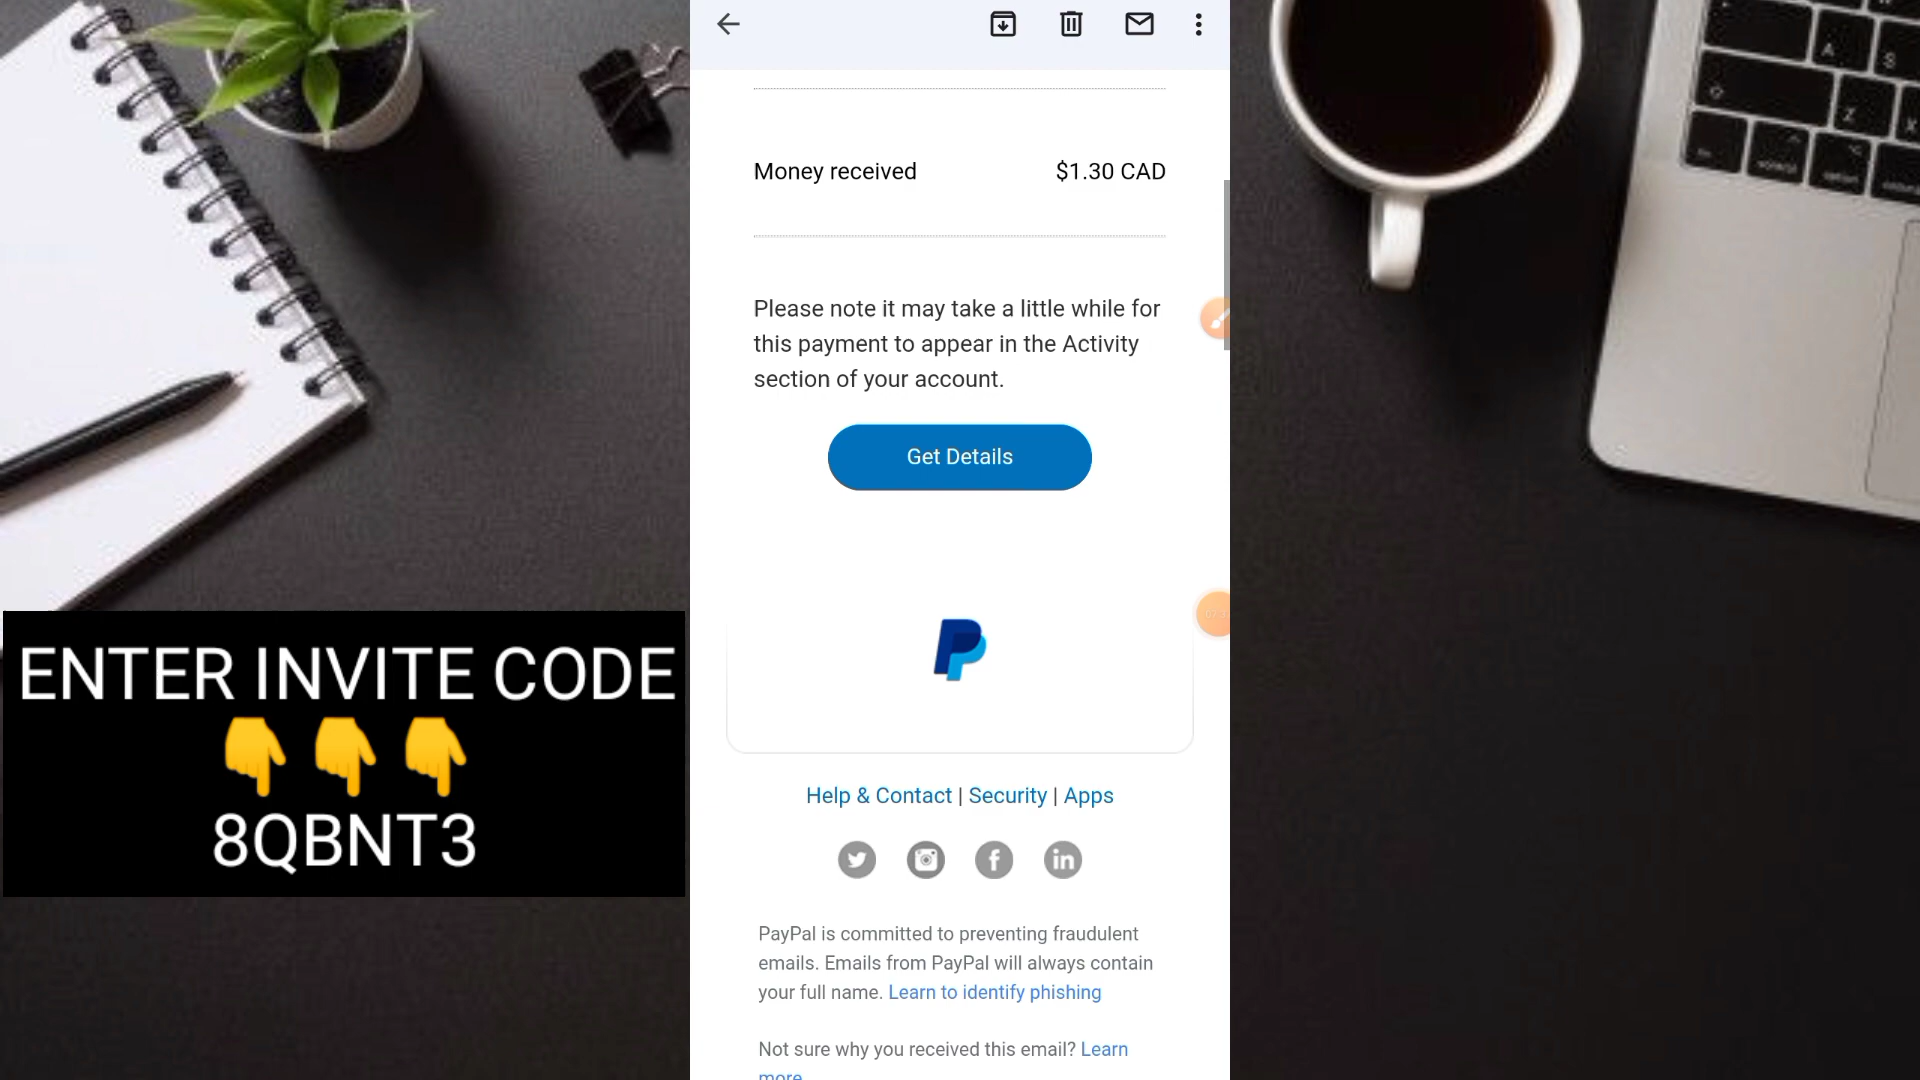 Money received $1.30 CAD
Please note it may take a little while for
this payment to appear in the Activity
section of your account.
Get Details
Help & Contact | Security | Apps
PayPal is committed to preventing fraudulent
emails. Emails from PayPal will always contain
your full name. Learn to identify phishing
Not sure why you received this email? Learn
more
ENTER INVITE CODE
👇👇👇
8QBNT3
A
S
Z
X